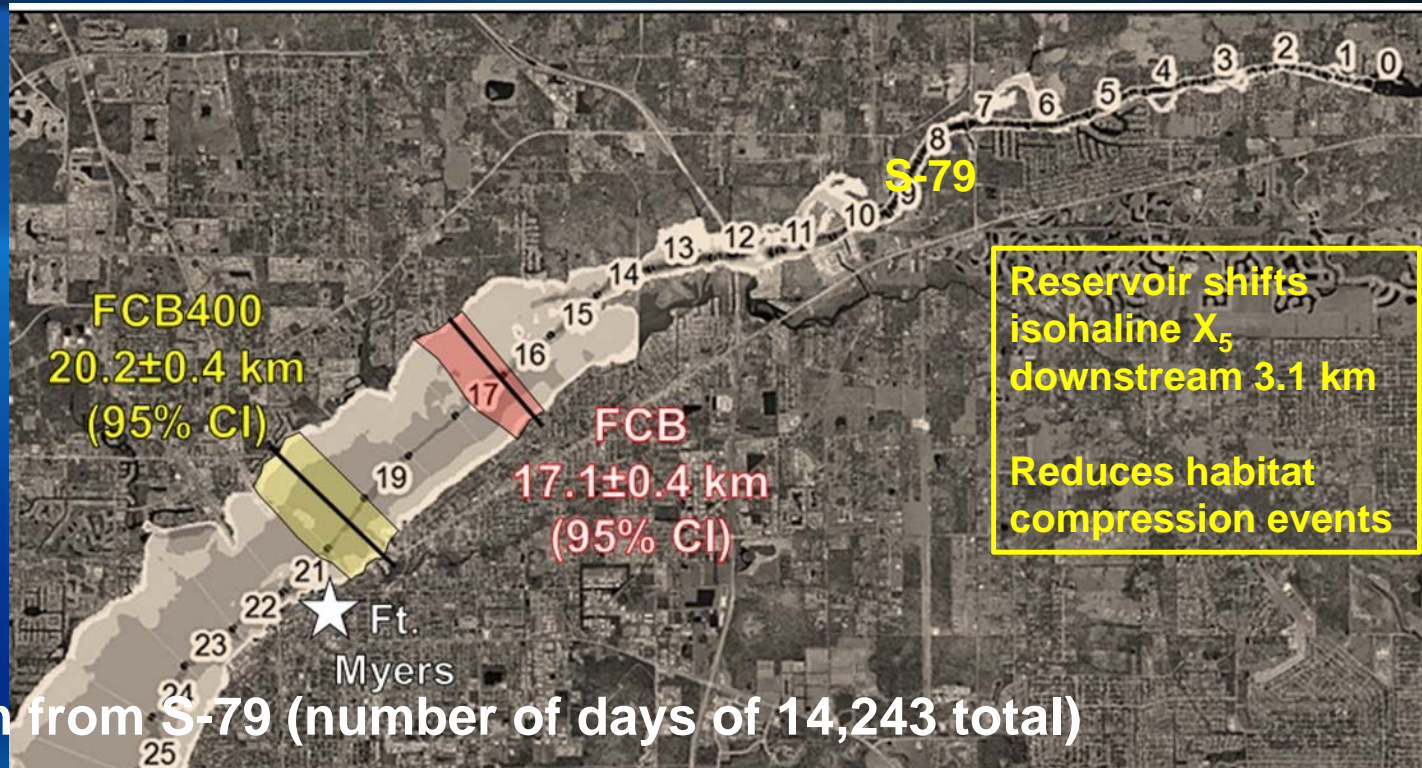 0
1
2
3
4
5
6
7
8
S-79
9
10
11
12
13
14
15
16
17
19
21
22
23
24
25
FCB400
20.2±0.4 km
(95% CI)
FCB
17.1±0.4 km
(95% CI)
Reservoir shifts
isohaline X₅
downstream 3.1 km
Reduces habitat
compression events
Ft.
Myers
from S-79 (number of days of 14,243 total)